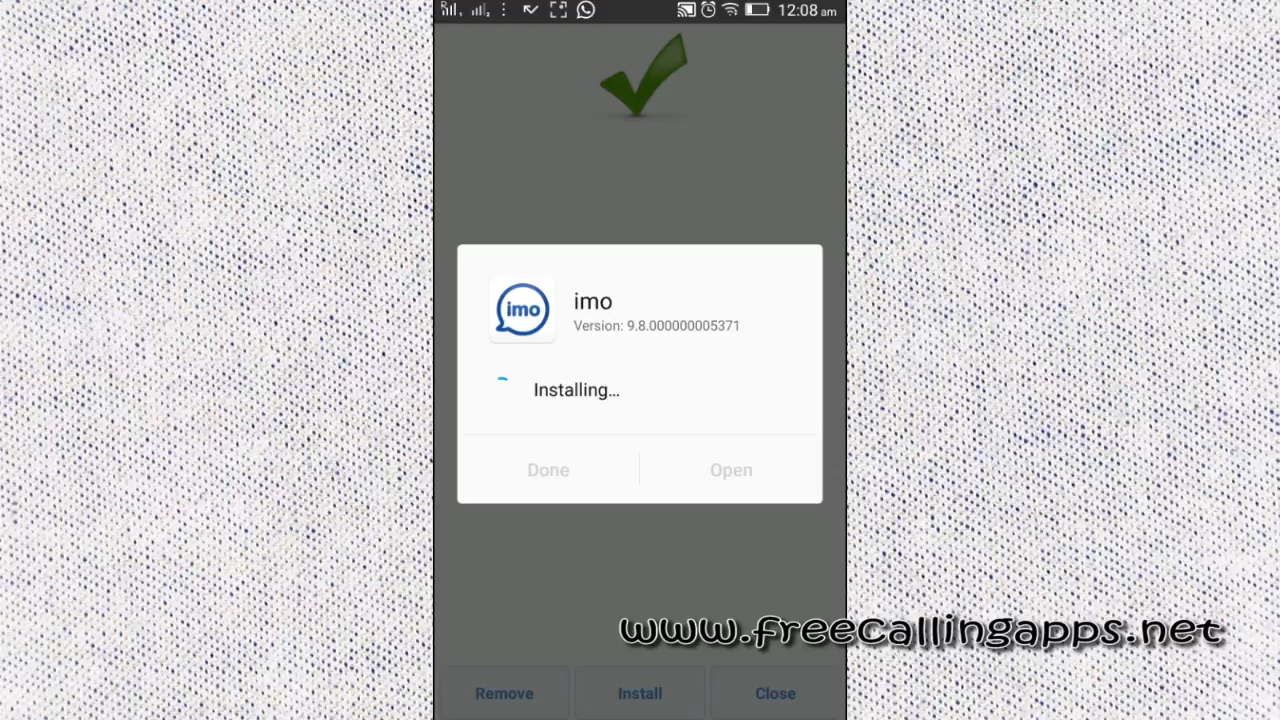 12:08 am
imo
imo
Version: 9.8.000000005371
Installing...
Done
Open
www.freecallingapps.net
Remove
Install
Close